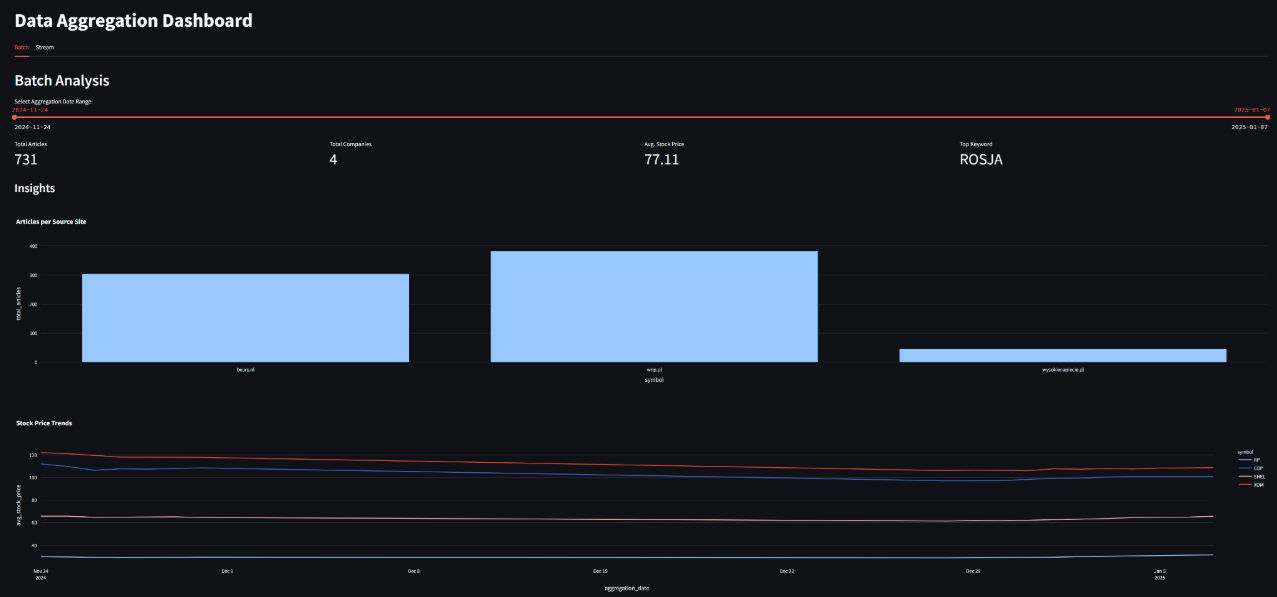 Data Aggregation Dashboard
Batch Stream
Batch Analysis
Select Aggregation Date Range:
2024-11-24 2025-01-07
2024-11-24 2025-01-07
Total Articles Total Companies Avg. Stock Price Top Keyword
731 4 77.11 ROSJA
Insights
Articles per Source Site
400
300
200
100
0
total_articles
beurs.nl wnp.pl wysokienapiecie.pl
symbol
Stock Price Trends
120
100
80
60
40
avg_stock_price
symbol
BP
COP
SHEL
XOM
Nov 24 Dec 1 Dec 8 Dec 15 Dec 22 Dec 29 Jan 5
2024 2025
aggregation_date